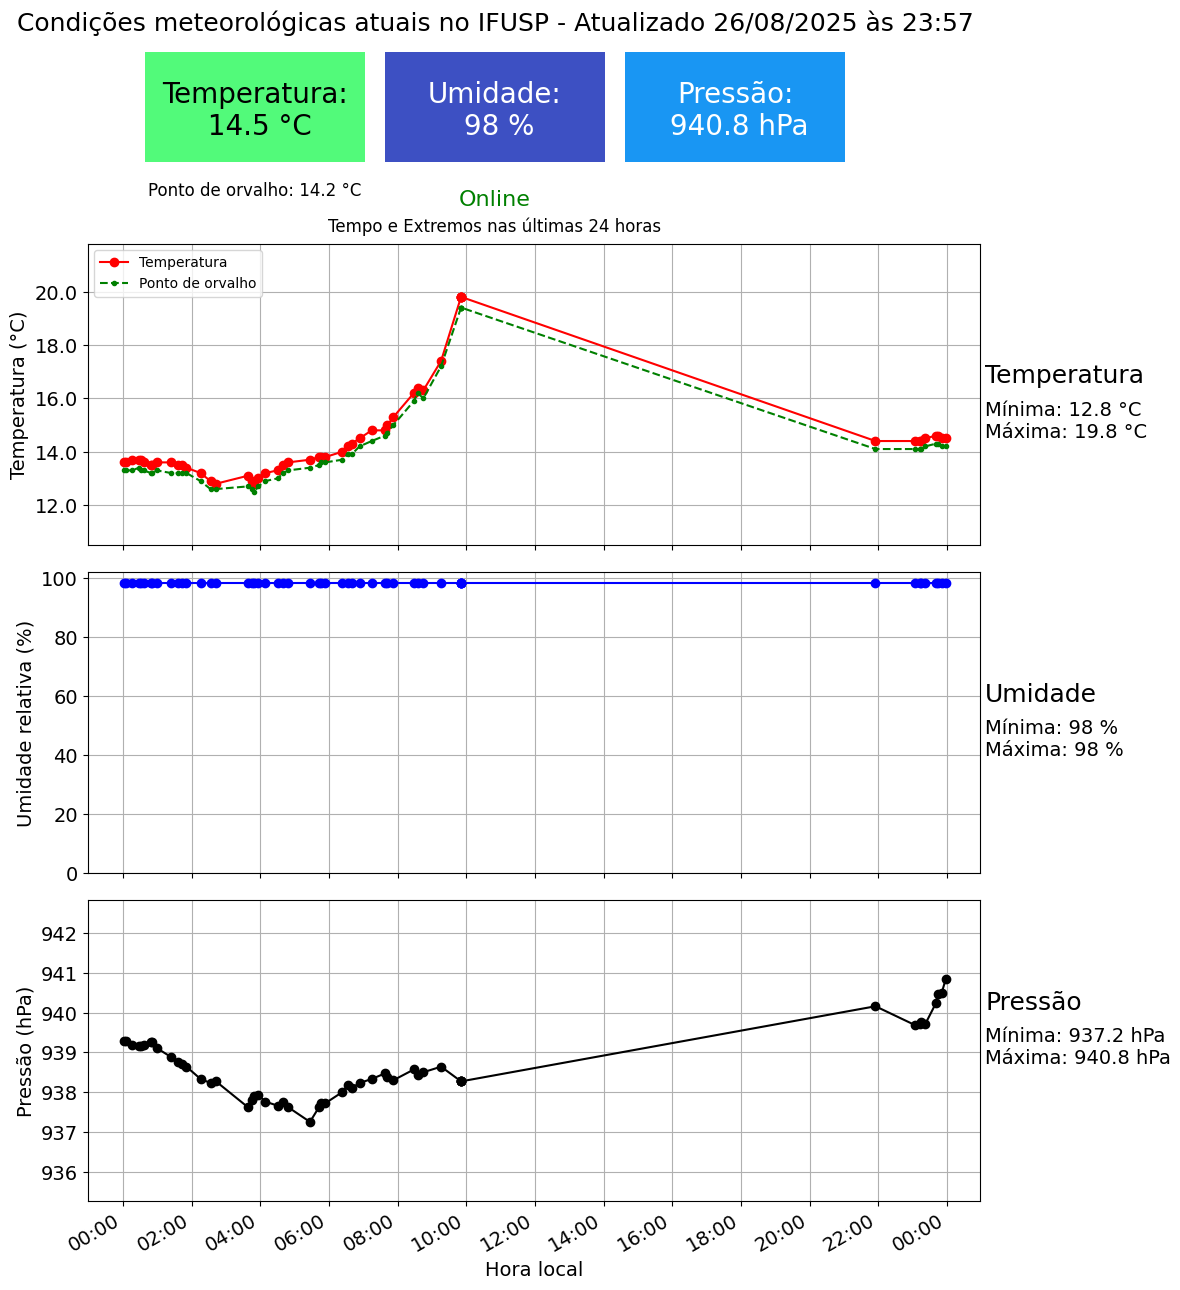 Condições meteorológicas atuais no IFUSP - Atualizado 26/08/2025 às 23:57
Temperatura:
14.5 °C
Umidade:
98 %
Pressão:
940.8 hPa
Ponto de orvalho: 14.2 °C
Online
Tempo e Extremos nas últimas 24 horas
Temperatura
Ponto de orvalho
Temperatura (°C)
20.0
18.0
16.0
14.0
12.0
Temperatura
Mínima: 12.8 °C
Máxima: 19.8 °C
Umidade relativa (%)
100
80
60
40
20
0
Umidade
Mínima: 98 %
Máxima: 98 %
Pressão (hPa)
942
941
940
939
938
937
936
Pressão
Mínima: 937.2 hPa
Máxima: 940.8 hPa
00:00
02:00
04:00
06:00
08:00
10:00
12:00
14:00
16:00
18:00
20:00
22:00
00:00
Hora local